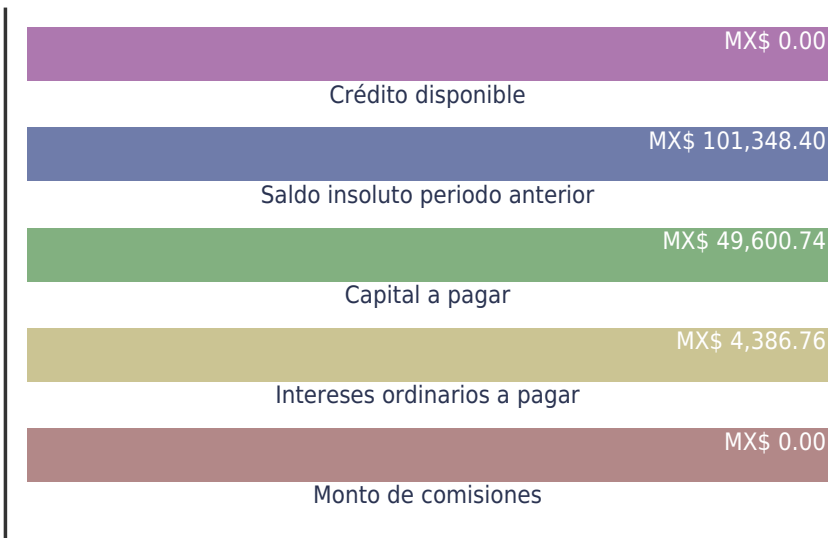 MX$ 0.00
Crédito disponible
MX$ 101,348.40
Saldo insoluto periodo anterior
MX$ 49,600.74
Capital a pagar
MX$ 4,386.76
Intereses ordinarios a pagar
MX$ 0.00
Monto de comisiones